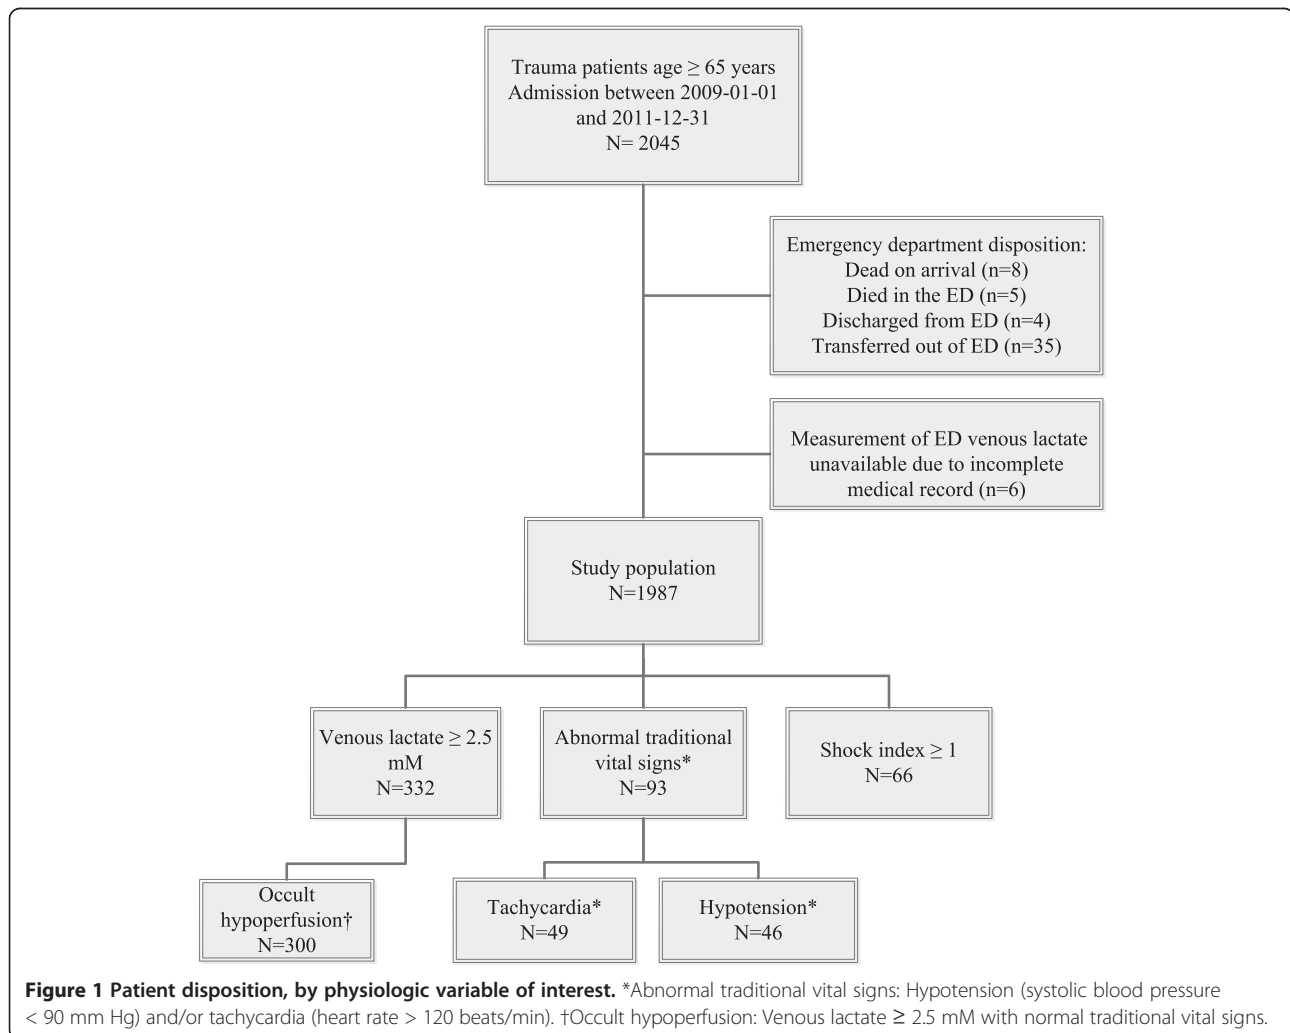 Trauma patients age ≥ 65 years
Admission between 2009-01-01
and 2011-12-31
N= 2045
Emergency department disposition:
Dead on arrival (n=8)
Died in the ED (n=5)
Discharged from ED (n=4)
Transferred out of ED (n=35)
Measurement of ED venous lactate
unavailable due to incomplete
medical record (n=6)
Study population
N=1987
Venous lactate ≥ 2.5
mM
N=332
Abnormal traditional
vital signs*
N=93
Shock index ≥ 1
N=66
Occult
hypoperfusion†
N=300
Tachycardia*
N=49
Hypotension*
N=46
Figure 1 Patient disposition, by physiologic variable of interest. *Abnormal traditional vital signs: Hypotension (systolic blood pressure
< 90 mm Hg) and/or tachycardia (heart rate > 120 beats/min). †Occult hypoperfusion: Venous lactate ≥ 2.5 mM with normal traditional vital signs.